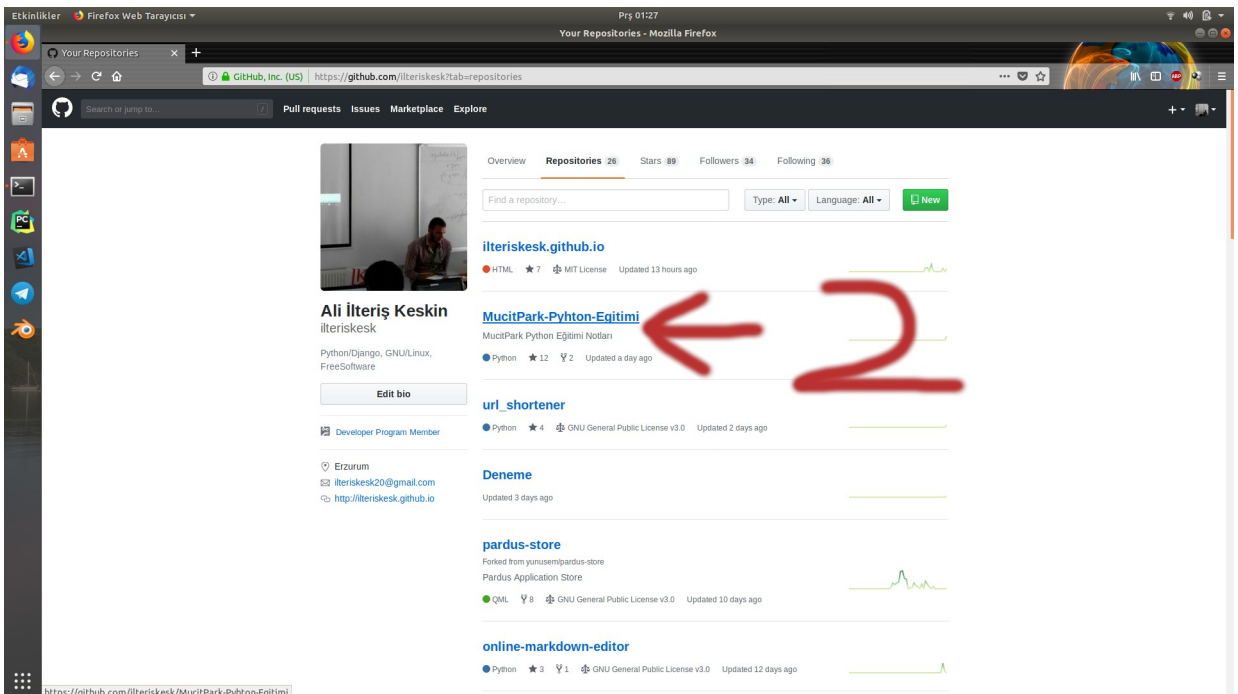 Etkinlikler Firefox Web Tarayıcısı Prş 01:27
Your Repositories - Mozilla Firefox
Your Repositories
GitHub, Inc. (US) https://github.com/ilteriskesk?tab=repositories
Search or jump to... / Pull requests Issues Marketplace Explore
Overview Repositories 26 Stars 89 Followers 34 Following 36
Find a repository... Type: All Language: All New
ilteriskesk.github.io
HTML 7 MIT License Updated 13 hours ago
Ali İlteriş Keskin
ilteriskesk
Python/Django, GNU/Linux,
FreeSoftware
Edit bio
Developer Program Member
Erzurum
ilteriskesk20@gmail.com
http://ilteriskesk.github.io
MucitPark-Pyhton-Egitimi
MucitPark Python Eğitimi Notları
Python 12 2 Updated a day ago
2
url_shortener
Python 4 GNU General Public License v3.0 Updated 2 days ago
Deneme
Updated 3 days ago
pardus-store
Forked from yunusem/pardus-store
Pardus Application Store
QML 8 GNU General Public License v3.0 Updated 10 days ago
online-markdown-editor
Python 3 1 GNU General Public License v3.0 Updated 12 days ago
https://github.com/ilteriskesk/MucitPark-Pyhton-Egitimi